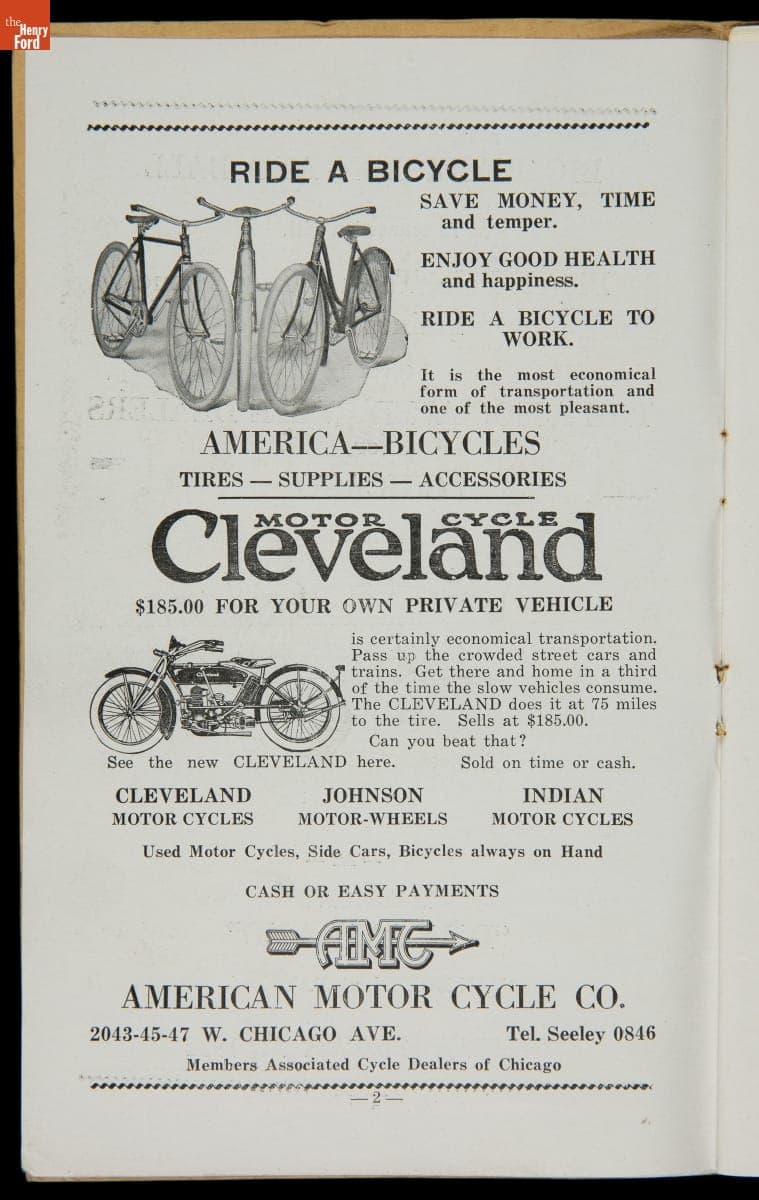 the
Henry
Ford
RIDE A BICYCLE
SAVE MONEY, TIME
and temper.
ENJOY GOOD HEALTH
and happiness.
RIDE A BICYCLE TO
WORK.
It is the most economical
form of transportation and
one of the most pleasant.
AMERICA—BICYCLES
TIRES — SUPPLIES — ACCESSORIES
MOTOR CYCLE
Cleveland
$185.00 FOR YOUR OWN PRIVATE VEHICLE
is certainly economical transportation.
Pass up the crowded street cars and
trains. Get there and home in a third
of the time the slow vehicles consume.
The CLEVELAND does it at 75 miles
to the tire. Sells at $185.00.
Can you beat that?
See the new CLEVELAND here. Sold on time or cash.
CLEVELAND JOHNSON INDIAN
MOTOR CYCLES MOTOR-WHEELS MOTOR CYCLES
Used Motor Cycles, Side Cars, Bicycles always on Hand
CASH OR EASY PAYMENTS
AMC
AMERICAN MOTOR CYCLE CO.
2043-45-47 W. CHICAGO AVE. Tel. Seeley 0846
Members Associated Cycle Dealers of Chicago
—2—